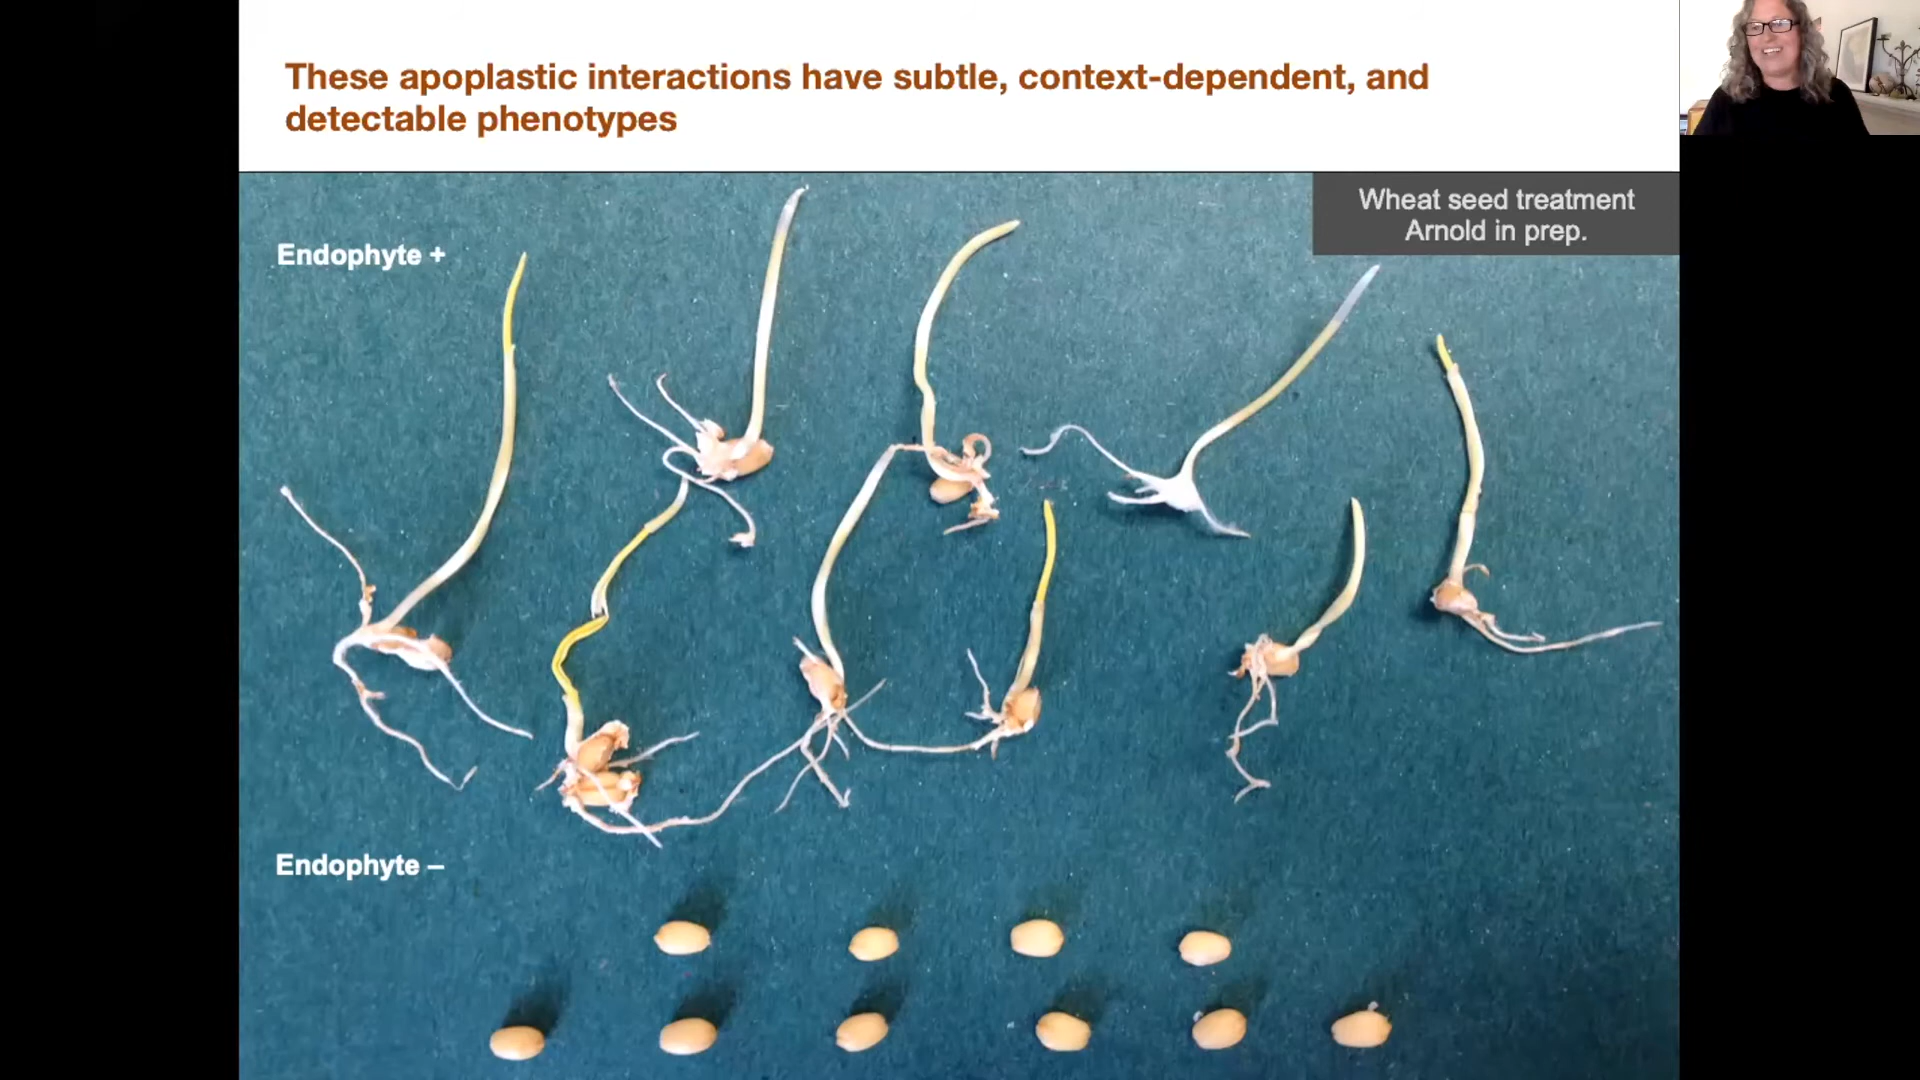 These apoplastic interactions have subtle, context-dependent, and
detectable phenotypes
Wheat seed treatment
Arnold in prep.
Endophyte +
Endophyte –